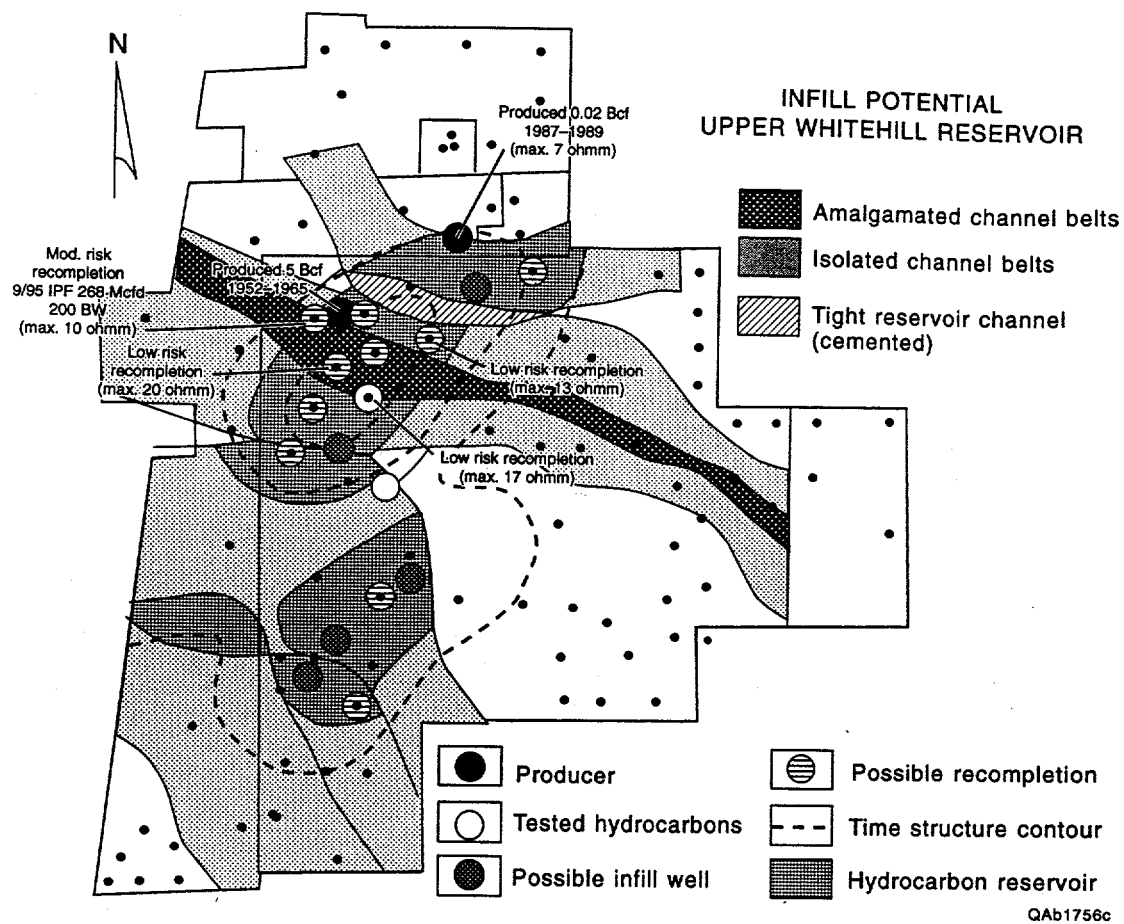 N
INFILL POTENTIAL
UPPER WHITEHILL RESERVOIR
Produced 0.02 Bcf
1987–1989
(max. 7 ohmm)
Amalgamated channel belts
Isolated channel belts
Tight reservoir channel
(cemented)
Mod. risk
recompletion
9/95 IPF 268 Mcfd
200 BW
(max. 10 ohmm)
Produced 5 Bcf
1952–1965
Low risk
recompletion
(max. 20 ohmm)
Low risk recompletion
(max. 13 ohmm)
Low risk recompletion
(max. 17 ohmm)
Producer
Tested hydrocarbons
Possible infill well
Possible recompletion
Time structure contour
Hydrocarbon reservoir
QAb1756c